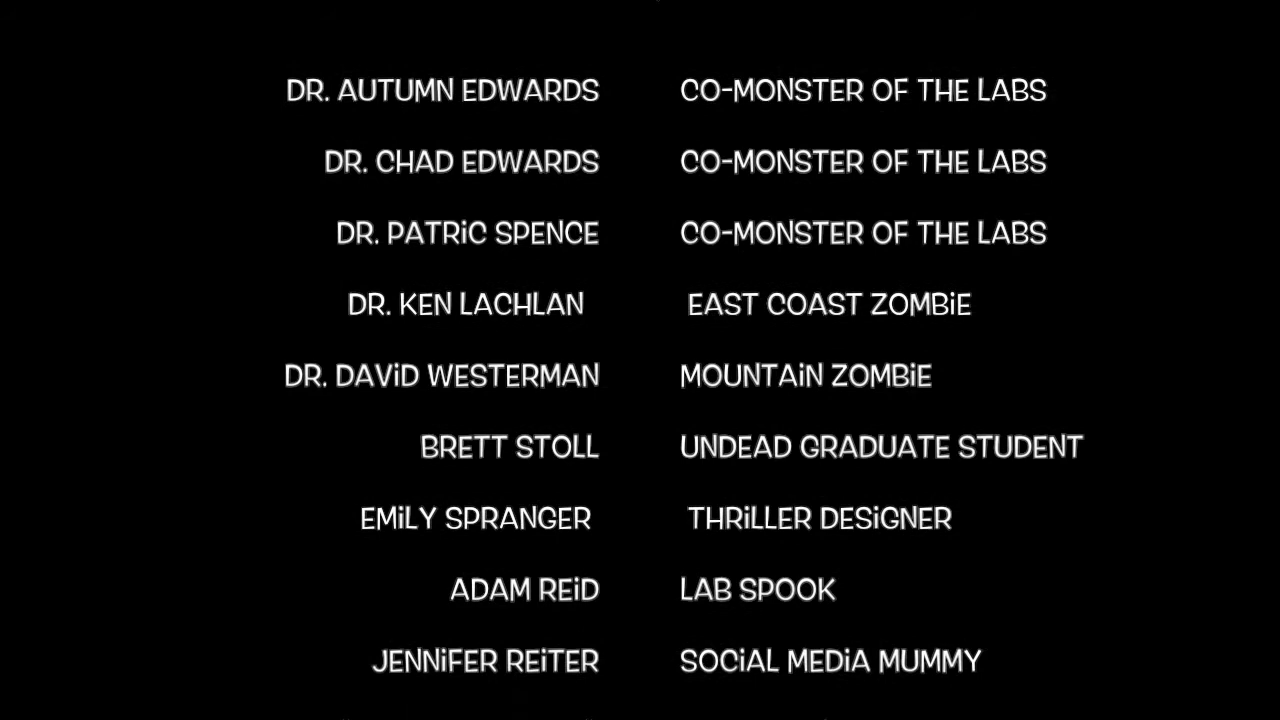 DR. AUTUMN EDWARDS CO-MONSTER OF THE LABS
DR. CHAD EDWARDS CO-MONSTER OF THE LABS
DR. PATRiC SPENCE CO-MONSTER OF THE LABS
DR. KEN LACHLAN EAST COAST ZOMBiE
DR. DAViD WESTERMAN MOUNTAiN ZOMBiE
BRETT STOLL UNDEAD GRADUATE STUDENT
EMiLY SPRANGER THRiLLER DESiGNER
ADAM REiD LAB SPOOK
JENNiFER REiTER SOCiAL MEDiA MUMMY